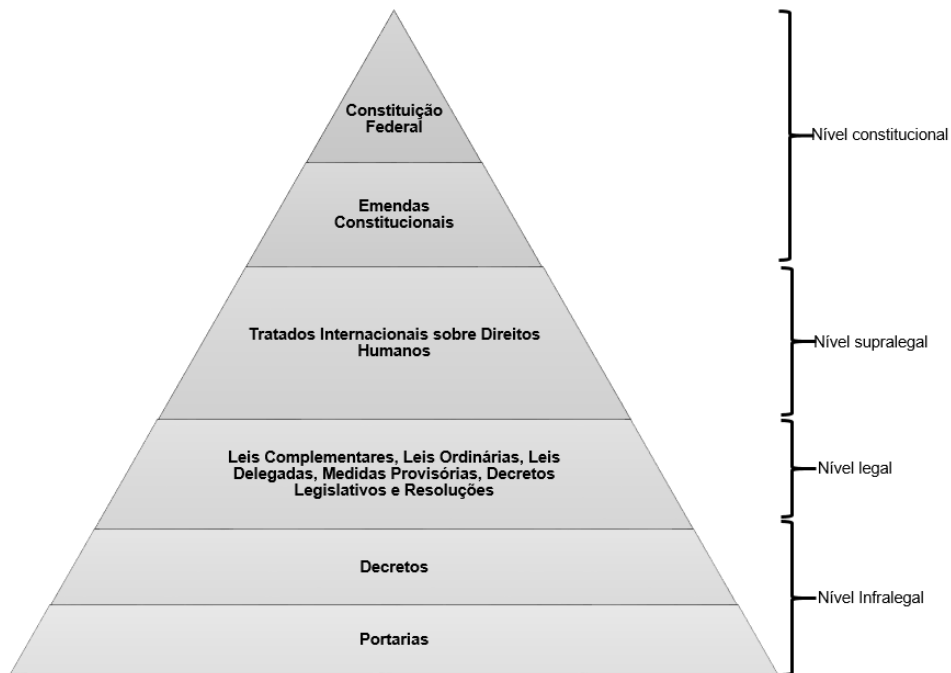 Constituição
Federal
Nível constitucional
Emendas
Constitucionais
Tratados Internacionais sobre Direitos
Humanos
Nível supralegal
Leis Complementares, Leis Ordinárias, Leis
Delegadas, Medidas Provisórias, Decretos
Legislativos e Resoluções
Nível legal
Decretos
Nível Infralegal
Portarias